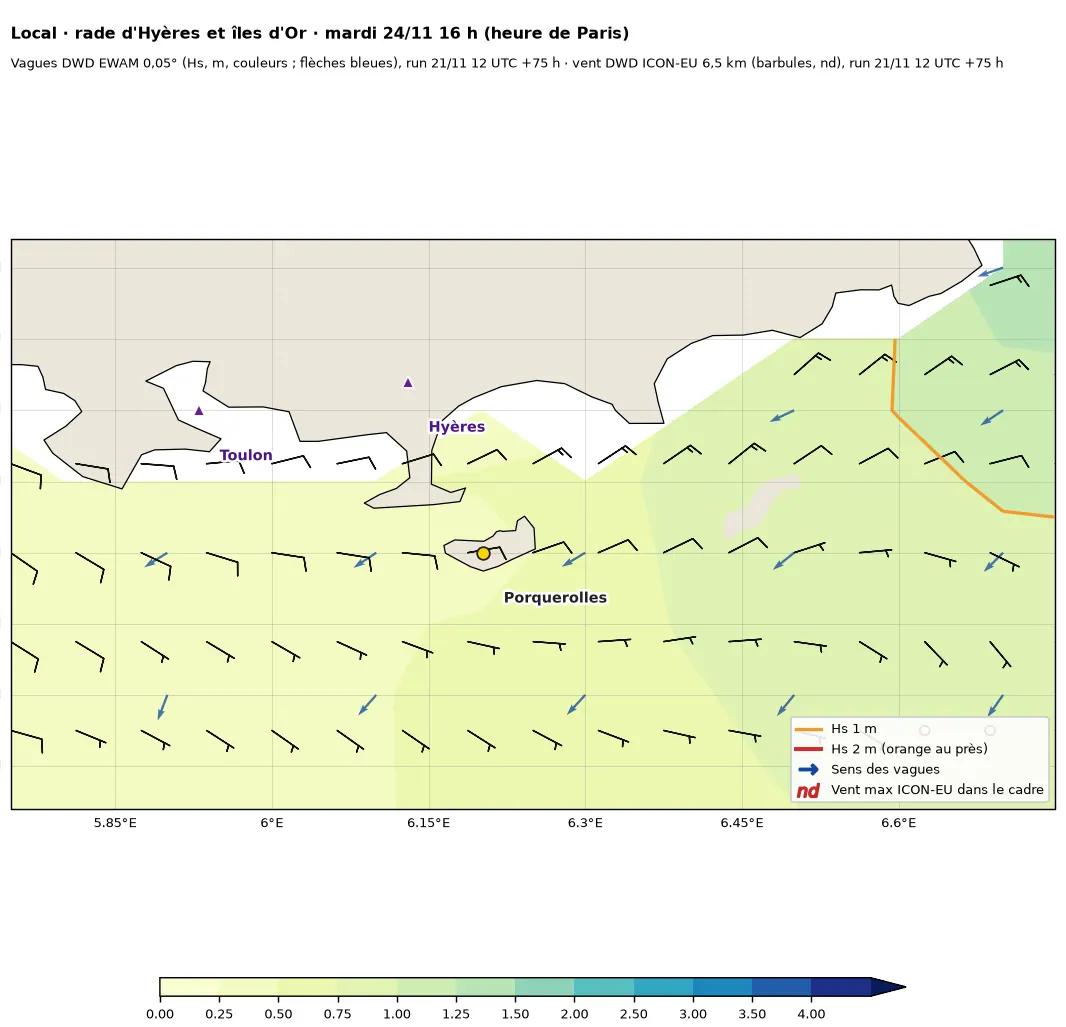 Local · rade d'Hyères et îles d'Or · mardi 24/11 16 h (heure de Paris)
Vagues DWD EWAM 0,05° (Hs, m, couleurs ; flèches bleues), run 21/11 12 UTC +75 h · vent DWD ICON-EU 6,5 km (barbules, nd), run 21/11 12 UTC +75 h
Hyères
Toulon
Porquerolles
Hs 1 m
Hs 2 m (orange au près)
Sens des vagues
nd Vent max ICON-EU dans le cadre
5.85°E 6°E 6.15°E 6.3°E 6.45°E 6.6°E
0.00 0.25 0.50 0.75 1.00 1.25 1.50 2.00 2.50 3.00 3.50 4.00